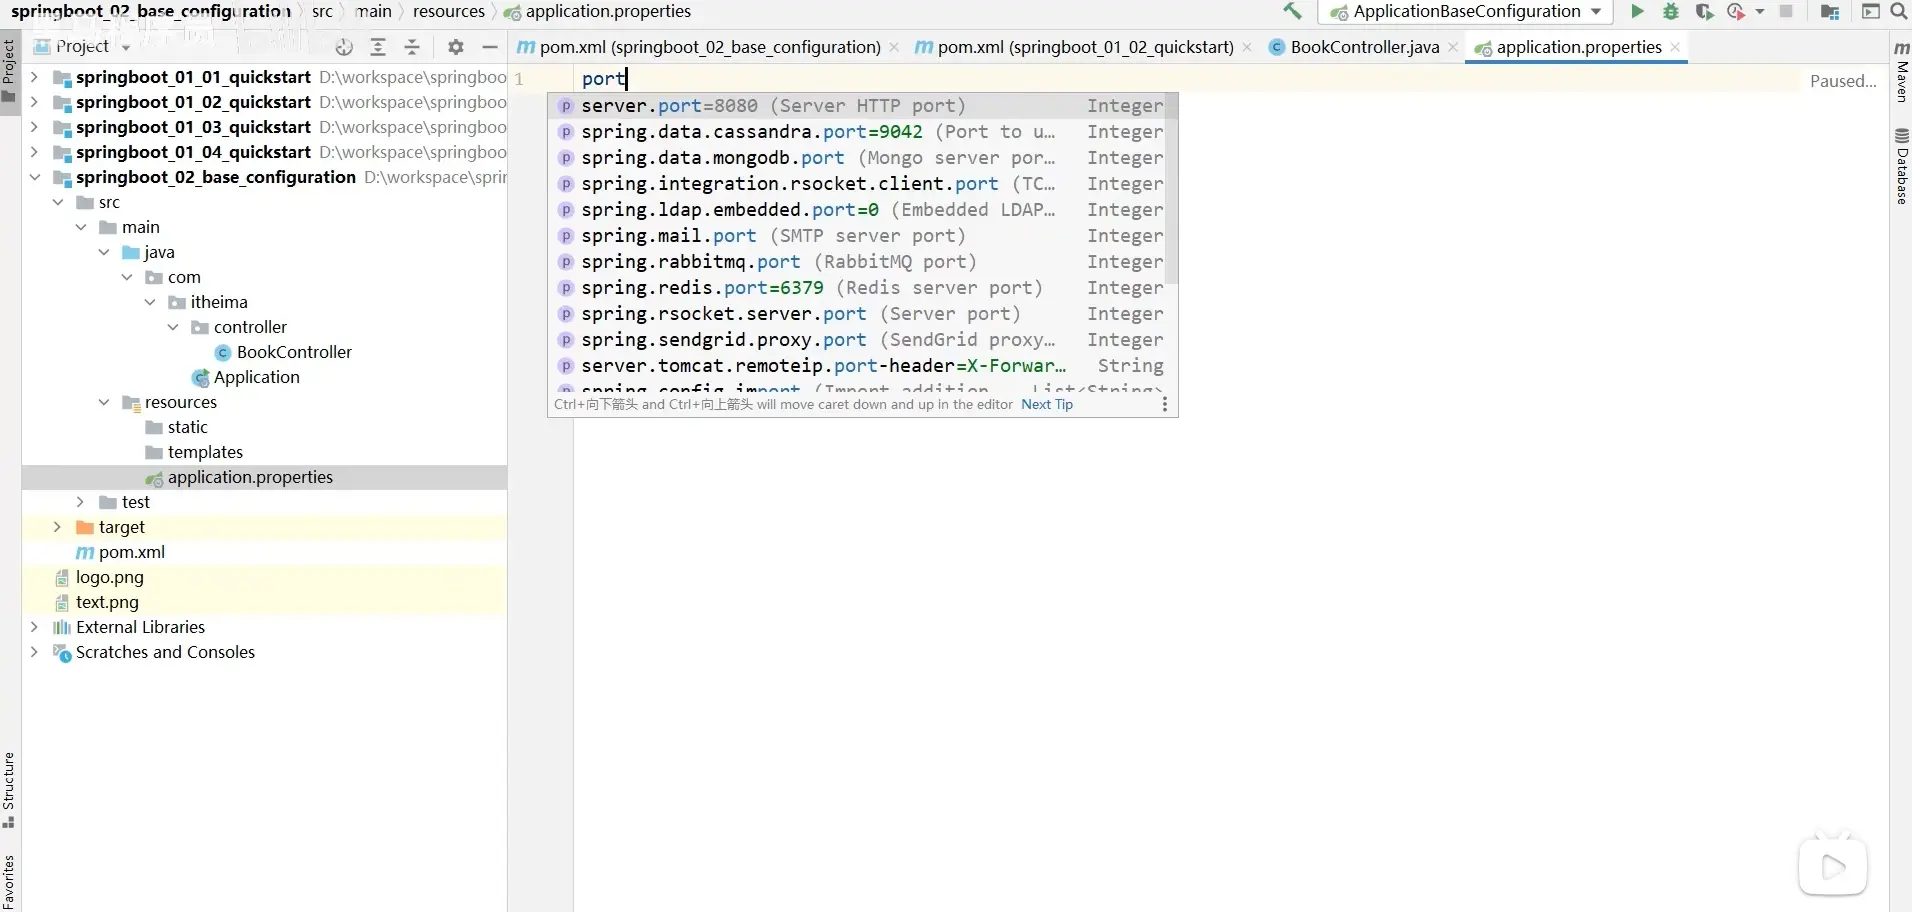 springboot_02_base_configuration src main resources application.properties
ApplicationBaseConfiguration
Project
pom.xml (springboot_02_base_configuration)
pom.xml (springboot_01_02_quickstart)
BookController.java
application.properties
Project
springboot_01_01_quickstart D:\workspace\springboo
springboot_01_02_quickstart D:\workspace\springboo
springboot_01_03_quickstart D:\workspace\springboo
springboot_01_04_quickstart D:\workspace\springboo
springboot_02_base_configuration D:\workspace\sprir
src
main
java
com
itheima
controller
BookController
Application
resources
static
templates
application.properties
test
target
pom.xml
logo.png
text.png
External Libraries
Scratches and Consoles
Structure
Favorites
1 port
Paused...
server.port=8080 (Server HTTP port) Integer
spring.data.cassandra.port=9042 (Port to u… Integer
spring.data.mongodb.port (Mongo server por… Integer
spring.integration.rsocket.client.port (TC… Integer
spring.ldap.embedded.port=0 (Embedded LDAP… Integer
spring.mail.port (SMTP server port) Integer
spring.rabbitmq.port (RabbitMQ port) Integer
spring.redis.port=6379 (Redis server port) Integer
spring.rsocket.server.port (Server port) Integer
spring.sendgrid.proxy.port (SendGrid proxy… Integer
server.tomcat.remoteip.port-header=X-Forwar… String
spring.config.import (Import addition… List<String>
Ctrl+向下箭头 and Ctrl+向上箭头 will move caret down and up in the editor Next Tip
Maven
Database